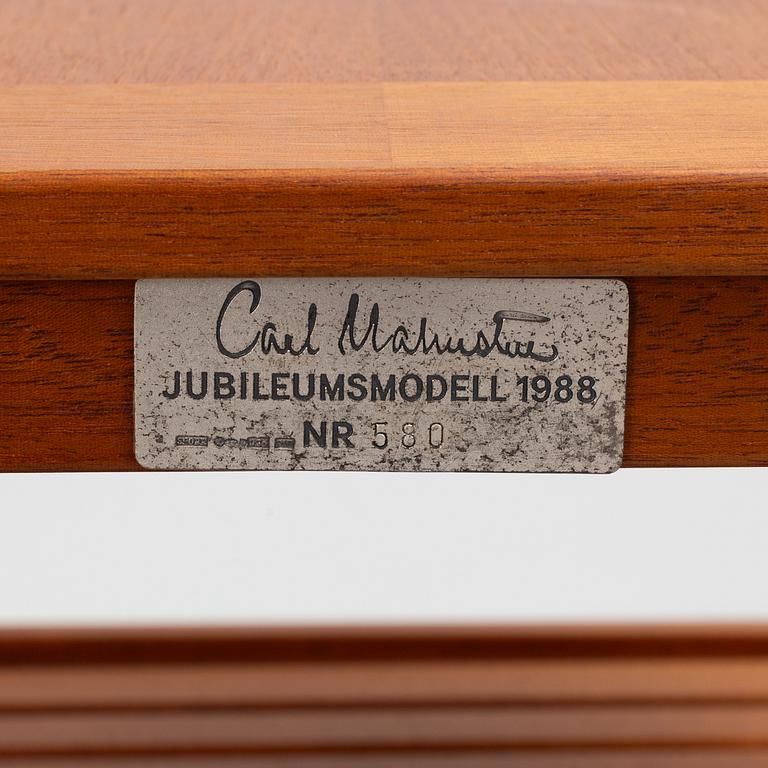 Carl Malmsten
JUBILEUMSMODELL 1988
NR 580